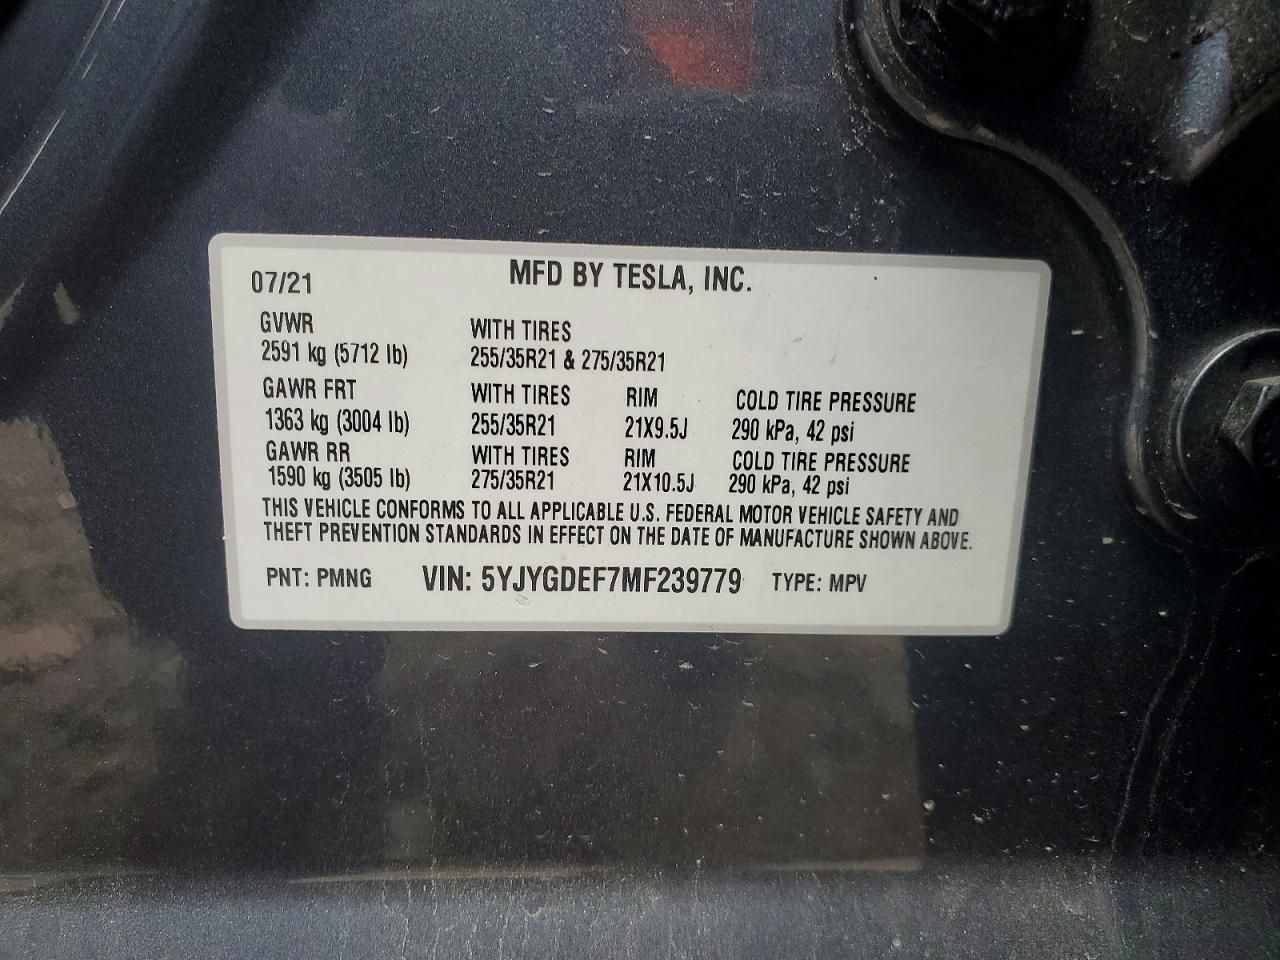 07/21 MFD BY TESLA, INC.
GVWR WITH TIRES
2591 kg (5712 lb) 255/35R21 & 275/35R21
GAWR FRT WITH TIRES RIM COLD TIRE PRESSURE
1363 kg (3004 lb) 255/35R21 21X9.5J 290 kPa, 42 psi
GAWR RR WITH TIRES RIM COLD TIRE PRESSURE
1590 kg (3505 lb) 275/35R21 21X10.5J 290 kPa, 42 psi
THIS VEHICLE CONFORMS TO ALL APPLICABLE U.S. FEDERAL MOTOR VEHICLE SAFETY AND
THEFT PREVENTION STANDARDS IN EFFECT ON THE DATE OF MANUFACTURE SHOWN ABOVE.
PNT: PMNG VIN: 5YJYGDEF7MF239779 TYPE: MPV